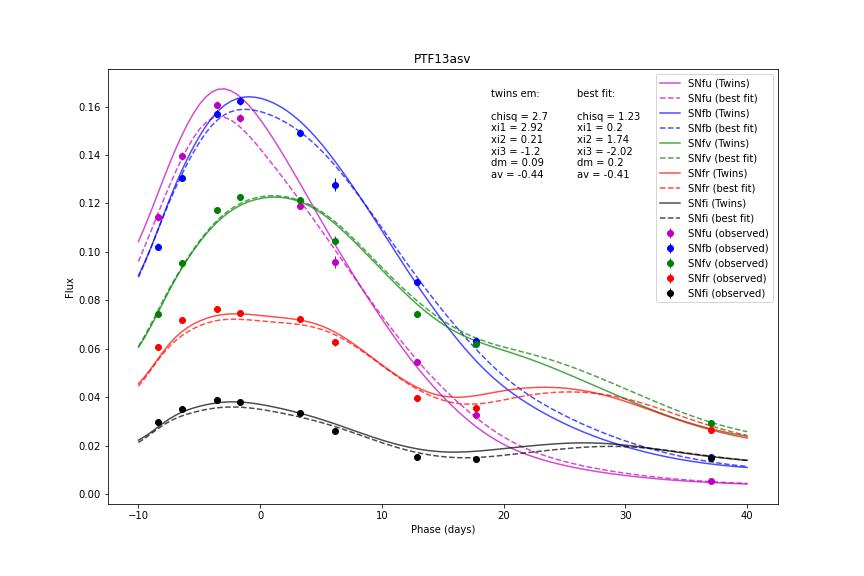 PTF13asv
twins em: best fit:
chisq = 2.7 chisq = 1.23
xi1 = 2.92 xi1 = 0.2
xi2 = 0.21 xi2 = 1.74
xi3 = -1.2 xi3 = -2.02
dm = 0.09 dm = 0.2
av = -0.44 av = -0.41
SNfu (Twins)
SNfu (best fit)
SNfb (Twins)
SNfb (best fit)
SNfv (Twins)
SNfv (best fit)
SNfr (Twins)
SNfr (best fit)
SNfi (Twins)
SNfi (best fit)
SNfu (observed)
SNfb (observed)
SNfv (observed)
SNfr (observed)
SNfi (observed)
Flux
0.16
0.14
0.12
0.10
0.08
0.06
0.04
0.02
0.00
−10 0 10 20 30 40
Phase (days)